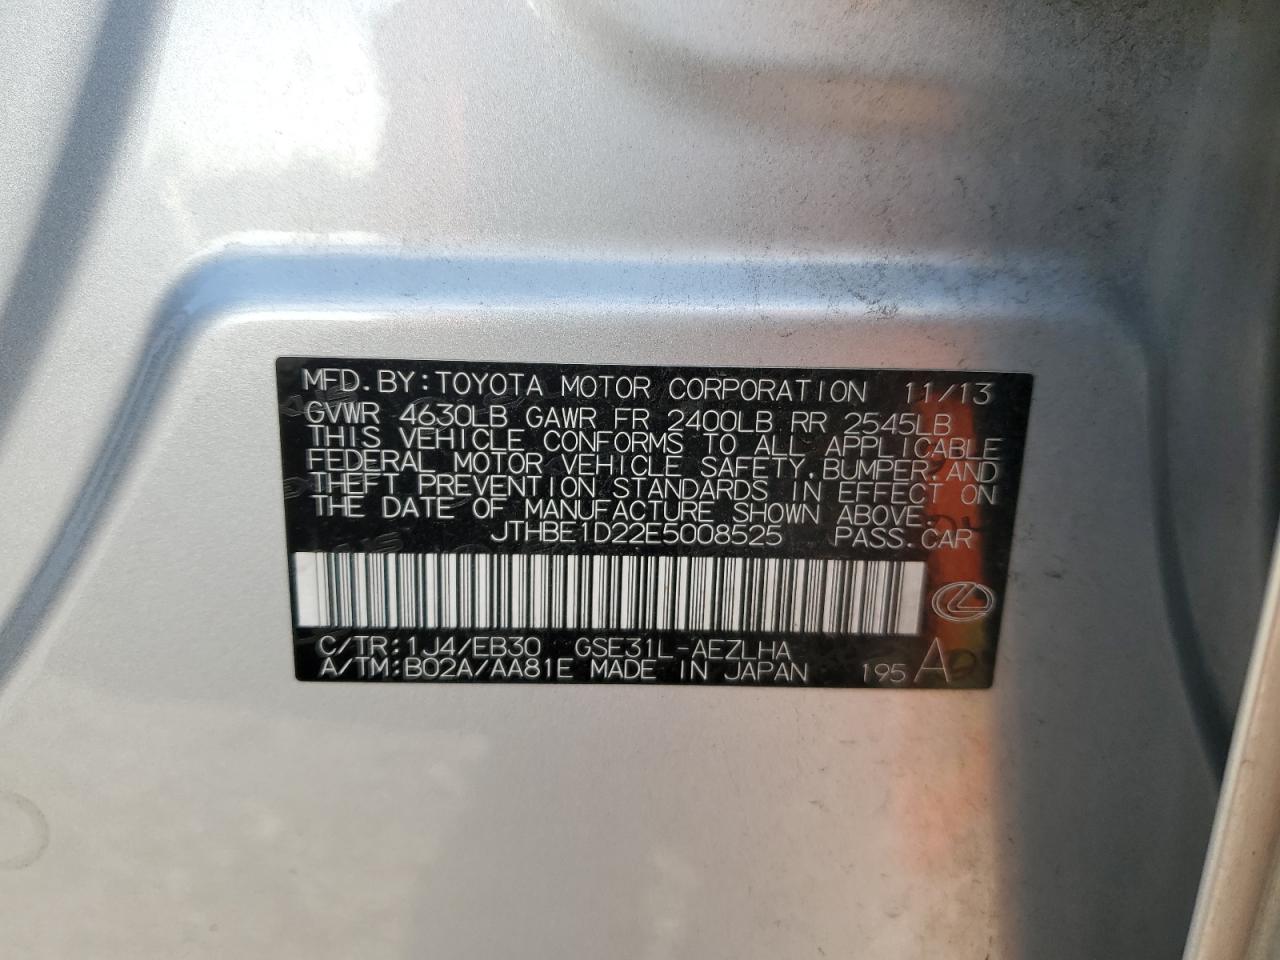 MFD.BY:TOYOTA MOTOR CORPORATION 11/13
GVWR 4630LB GAWR FR 2400LB RR 2545LB
THIS VEHICLE CONFORMS TO ALL APPLICABLE
FEDERAL MOTOR VEHICLE SAFETY,BUMPER,AND
THEFT PREVENTION STANDARDS IN EFFECT ON
THE DATE OF MANUFACTURE SHOWN ABOVE.
JTHBE1D22E5008525 PASS.CAR
C/TR:1J4/EB30 GSE31L-AEZLHA
A/TM:B02A/AA81E MADE IN JAPAN 195 A